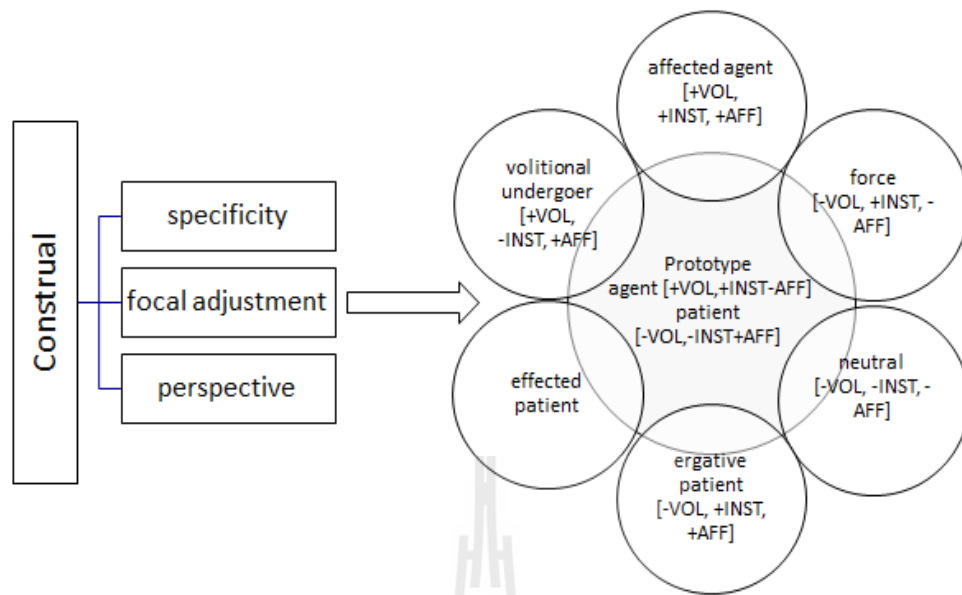 Construal
specificity
focal adjustment
perspective
affected agent
[+VOL,
+INST, +AFF]
volitional
undergoer
[+VOL,
-INST, +AFF]
force
[-VOL, +INST, -
AFF]
Prototype
agent [+VOL,+INST-AFF]
patient
[-VOL,-INST+AFF]
effected
patient
neutral
[-VOL, -INST, -
AFF]
ergative
patient
[-VOL, +INST,
+AFF]